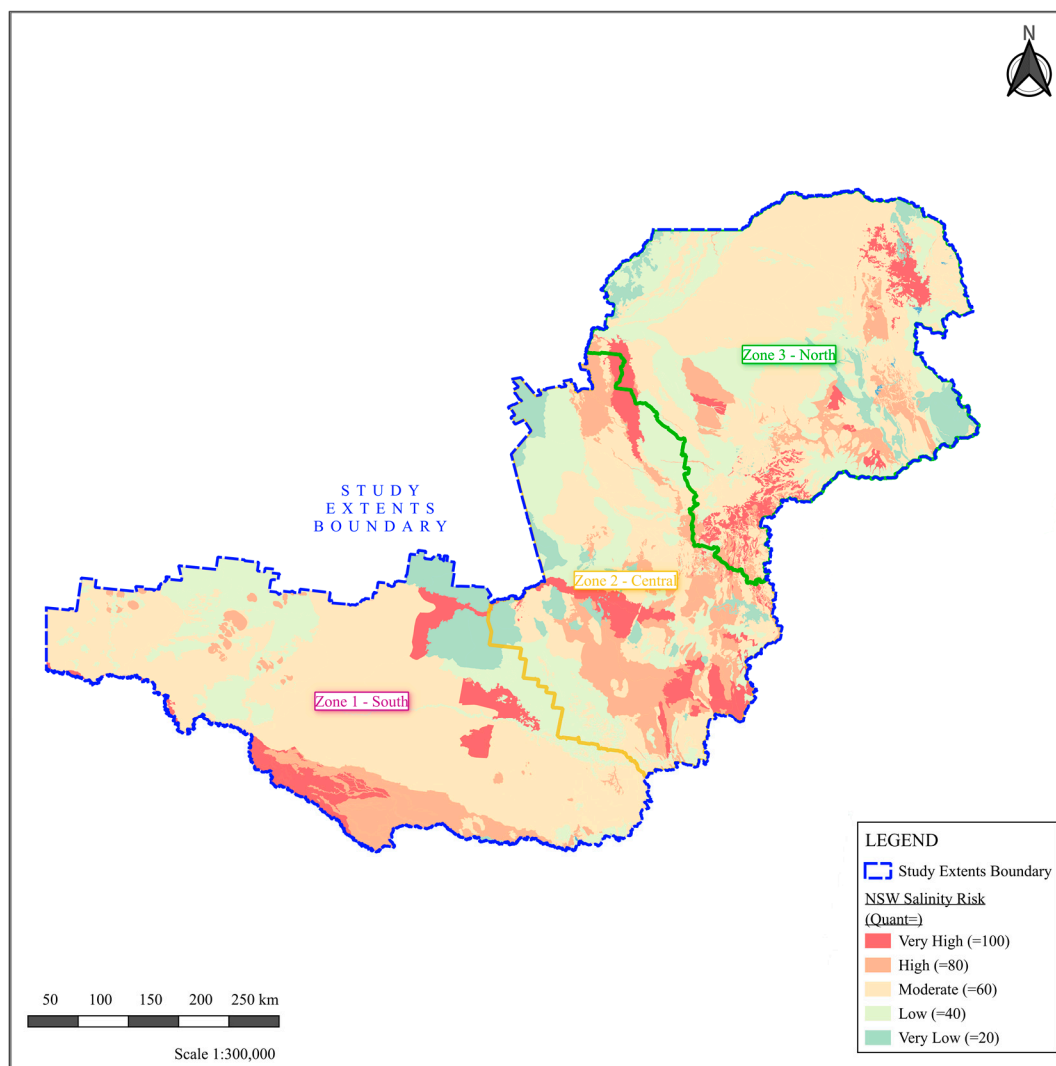 N
Zone 3 - North
STUDY
EXTENTS
BOUNDARY
Zone 2 - Central
Zone 1 - South
LEGEND
Study Extents Boundary
NSW Salinity Risk
(Quant=)
Very High (=100)
High (=80)
Moderate (=60)
Low (=40)
Very Low (=20)
50 100 150 200 250 km
Scale 1:300,000